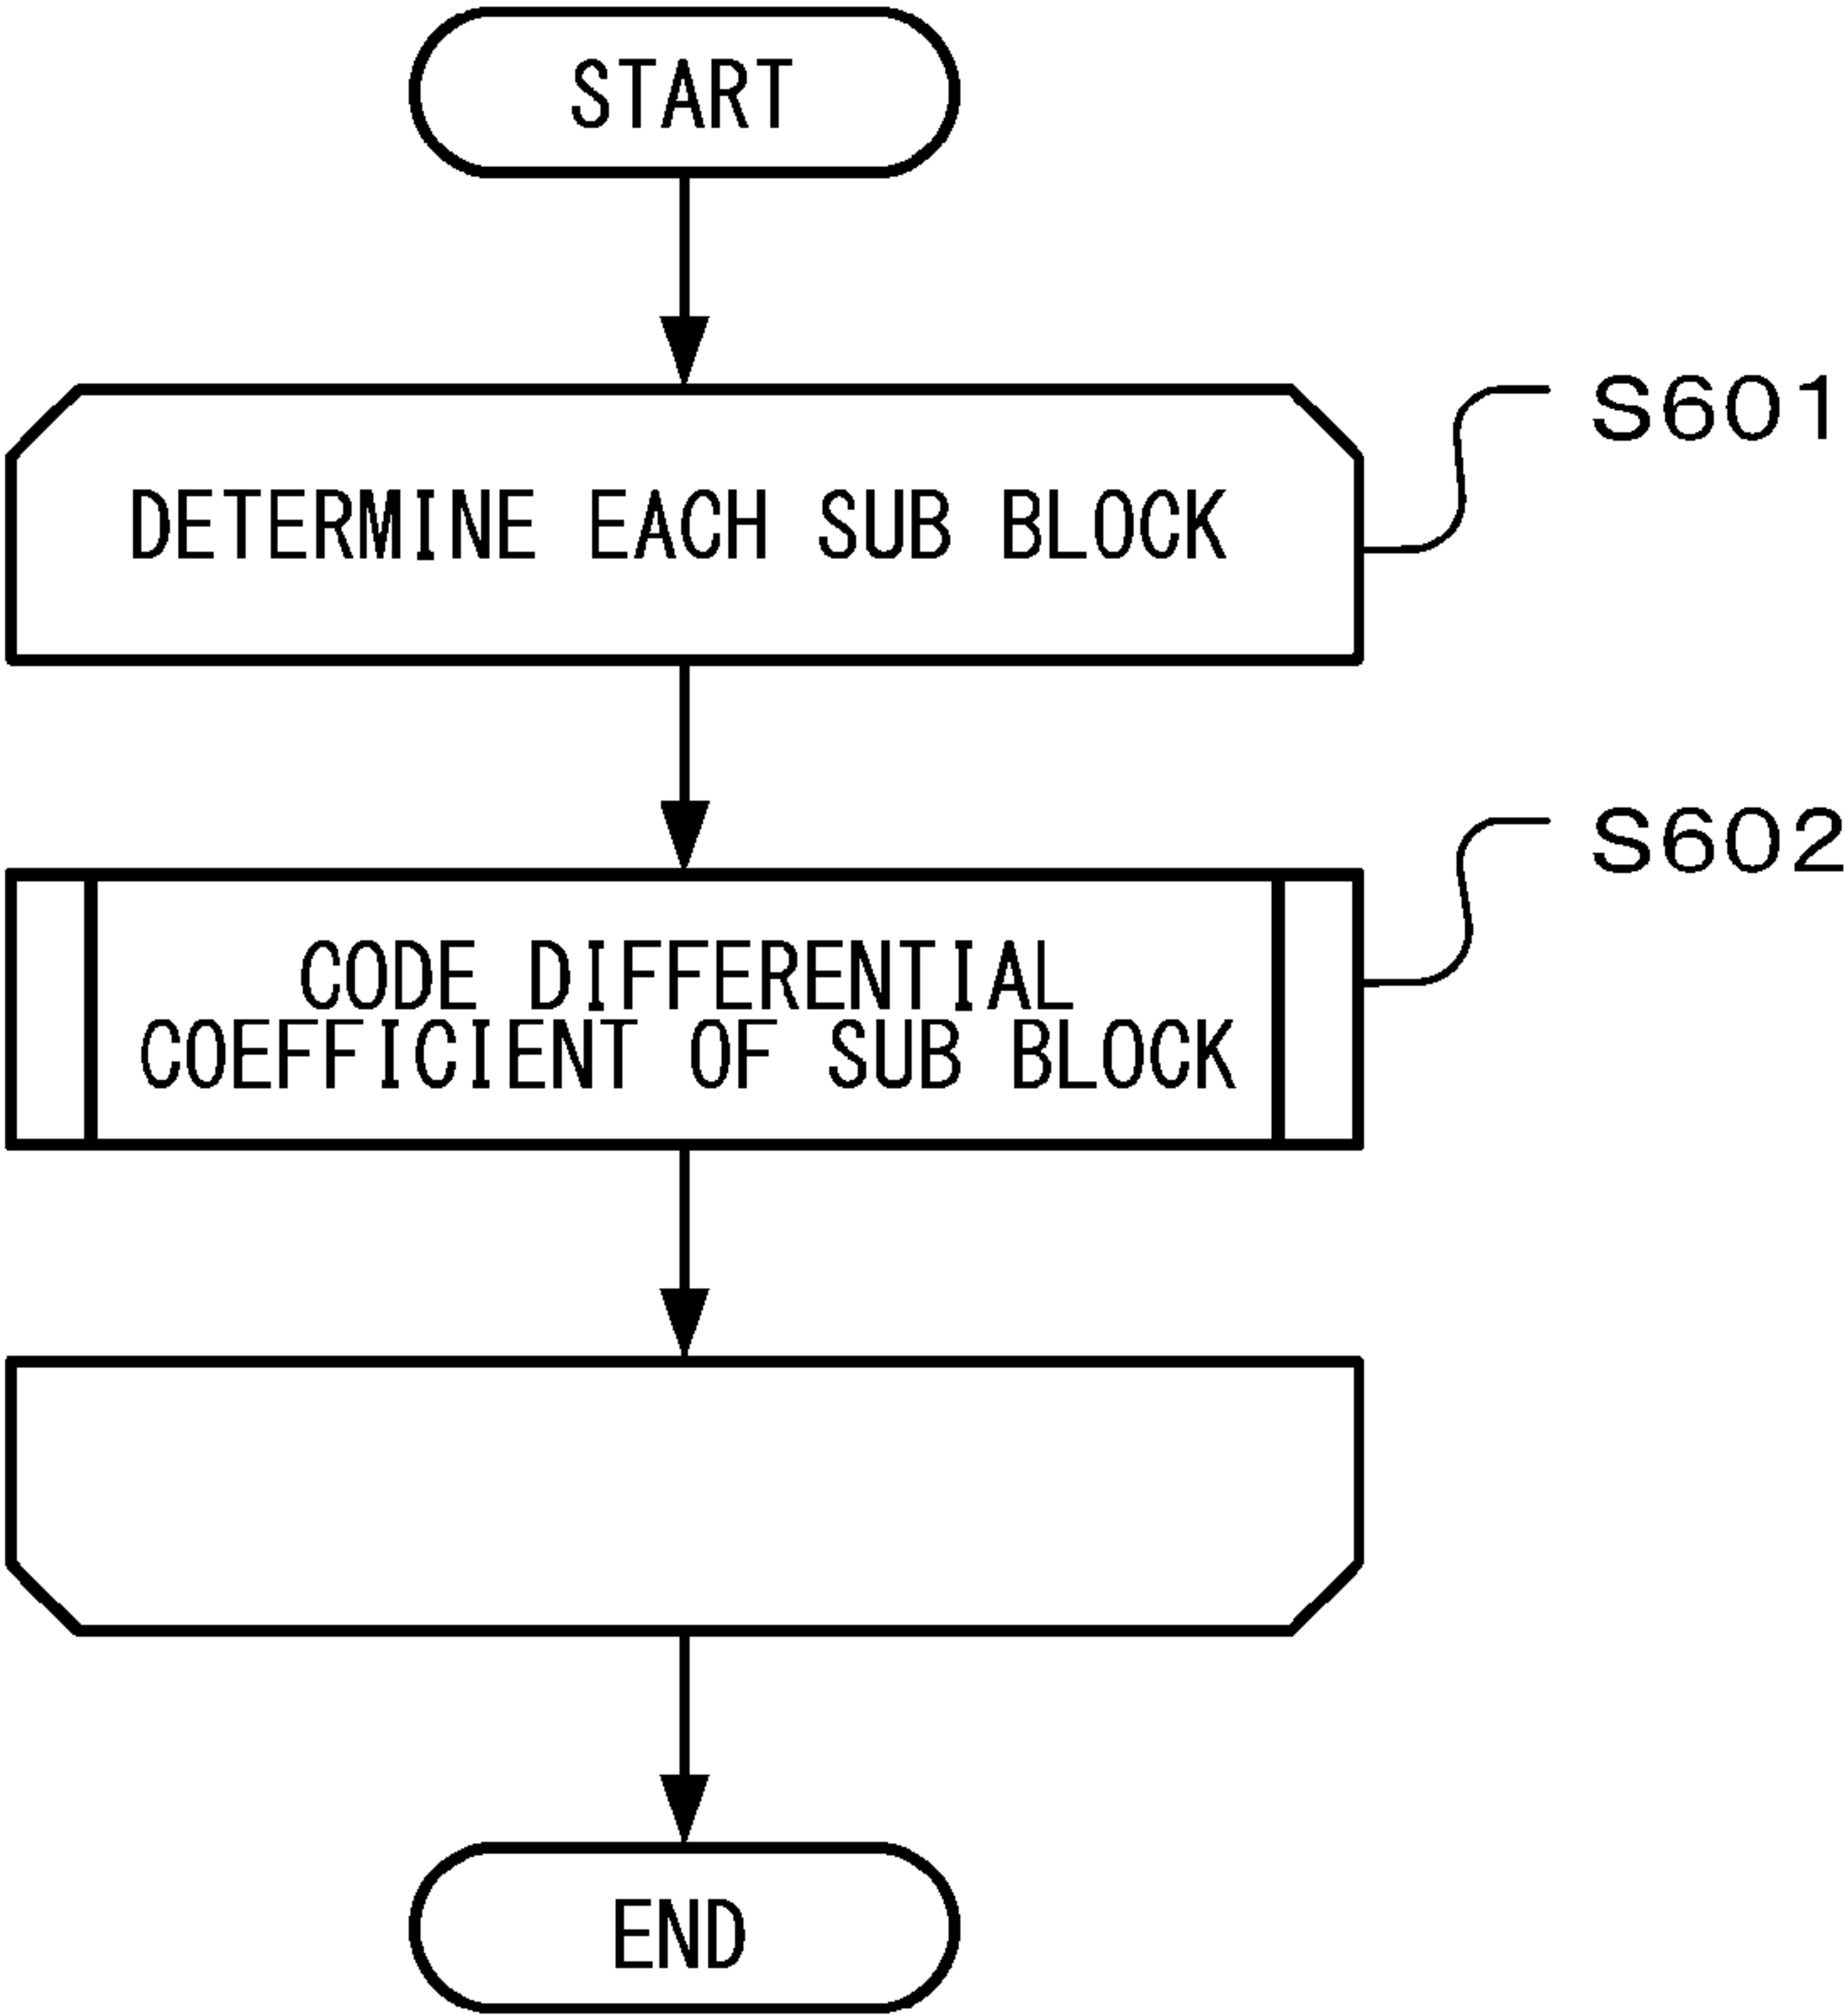 START
DETERMINE EACH SUB BLOCK
S601
CODE DIFFERENTIAL
COEFFICIENT OF SUB BLOCK
S602
END